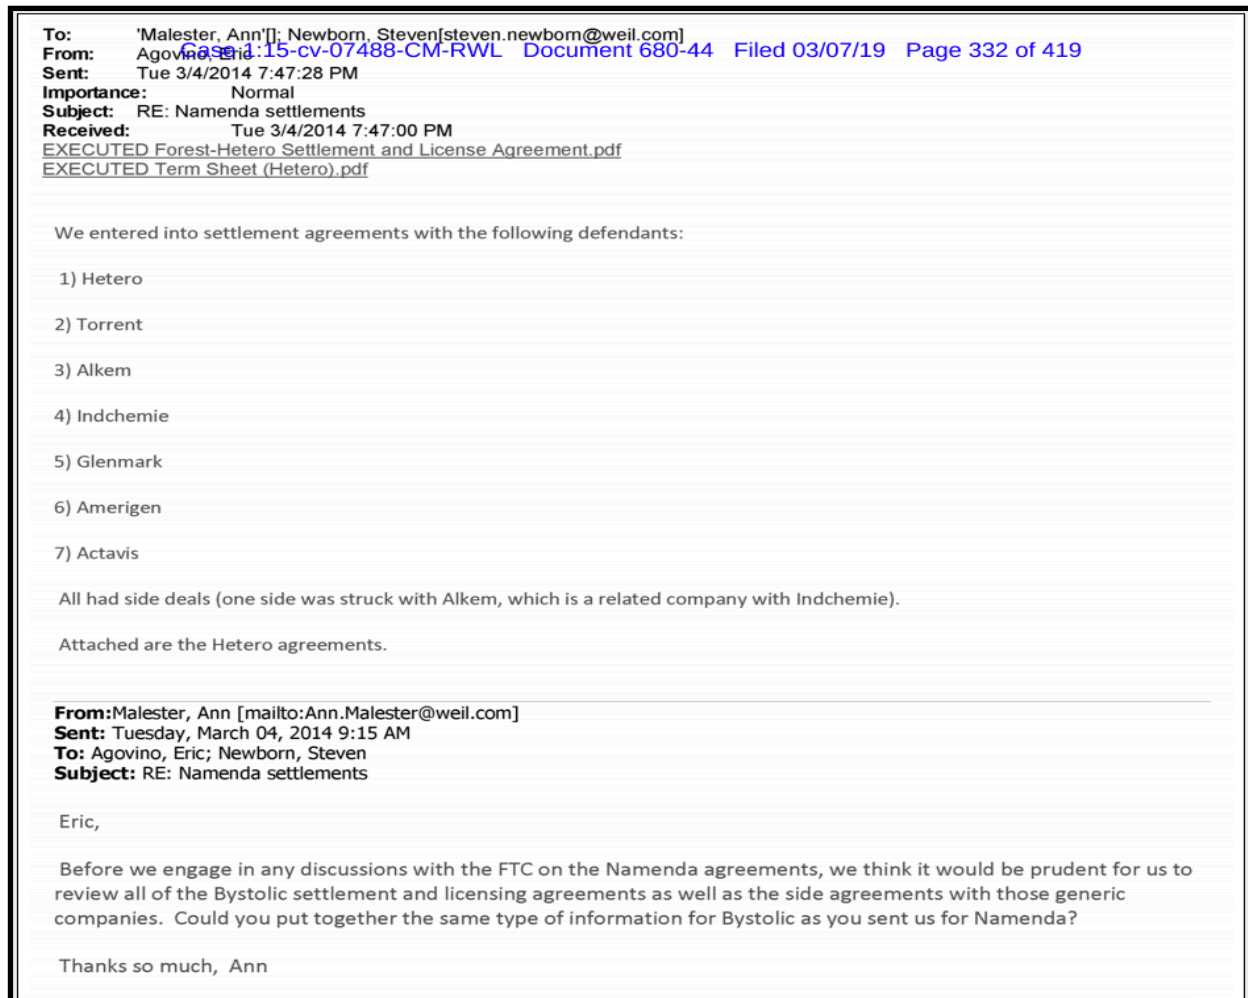 To: 'Malester, Ann'[]; Newborn, Steven[steven.newborn@weil.com]
Case 1:15-cv-07488-CM-RWL Document 680-44 Filed 03/07/19 Page 332 of 419
From: Agovino, Eric
Sent: Tue 3/4/2014 7:47:28 PM
Importance: Normal
Subject: RE: Namenda settlements
Received: Tue 3/4/2014 7:47:00 PM
EXECUTED Forest-Hetero Settlement and License Agreement.pdf
EXECUTED Term Sheet (Hetero).pdf
We entered into settlement agreements with the following defendants:
1) Hetero
2) Torrent
3) Alkem
4) Indchemie
5) Glenmark
6) Amerigen
7) Actavis
All had side deals (one side was struck with Alkem, which is a related company with Indchemie).
Attached are the Hetero agreements.
From:Malester, Ann [mailto:Ann.Malester@weil.com]
Sent: Tuesday, March 04, 2014 9:15 AM
To: Agovino, Eric; Newborn, Steven
Subject: RE: Namenda settlements
Eric,
Before we engage in any discussions with the FTC on the Namenda agreements, we think it would be prudent for us to
review all of the Bystolic settlement and licensing agreements as well as the side agreements with those generic
companies. Could you put together the same type of information for Bystolic as you sent us for Namenda?
Thanks so much, Ann